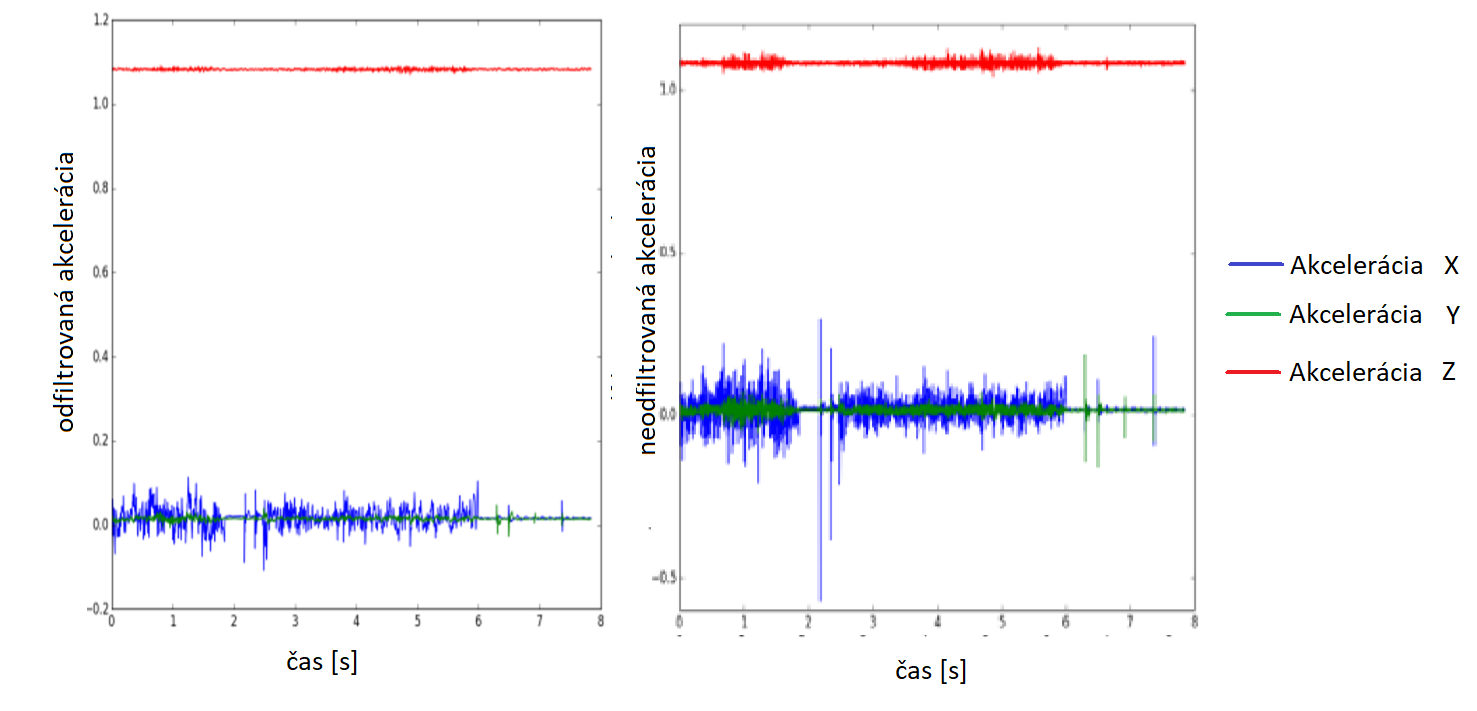 1.2
1.0
0.8
0.6
0.4
0.2
0.0
−0.2
0 1 2 3 4 5 6 7 8
odfiltrovaná akcelerácia
čas [s]
1.0
0.5
0.0
−0.5
0 1 2 3 4 5 6 7 8
neodfiltrovaná akcelerácia
čas [s]
Akcelerácia X
Akcelerácia Y
Akcelerácia Z